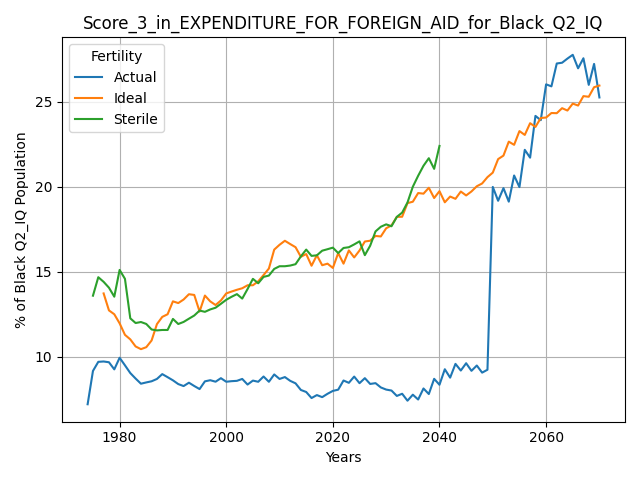 Score_3_in_EXPENDITURE_FOR_FOREIGN_AID_for_Black_Q2_IQ
Fertility
Actual
Ideal
Sterile
% of Black Q2_IQ Population
25
20
15
10
1980
2000
2020
2040
2060
Years